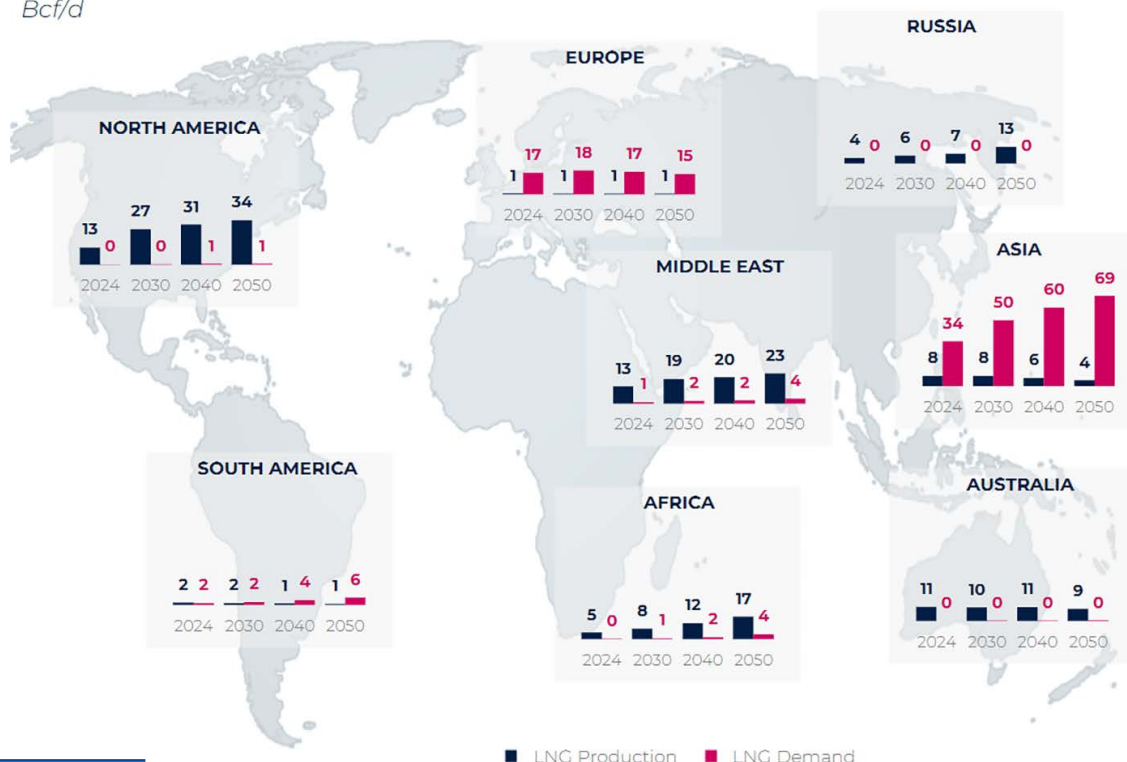 Bcf/d
RUSSIA
4 0 6 0 7 0 13 0
2024 2030 2040 2050
EUROPE
1 17 1 18 1 17 1 15
2024 2030 2040 2050
NORTH AMERICA
13 0 27 0 31 1 34 1
2024 2030 2040 2050
MIDDLE EAST
13 1 19 2 20 2 23 4
2024 2030 2040 2050
ASIA
8 34 8 50 6 60 4 69
2024 2030 2040 2050
SOUTH AMERICA
2 2 2 2 1 4 1 6
2024 2030 2040 2050
AFRICA
5 0 8 1 12 2 17 4
2024 2030 2040 2050
AUSTRALIA
11 0 10 0 11 0 9 0
2024 2030 2040 2050
LNG Production LNG Demand